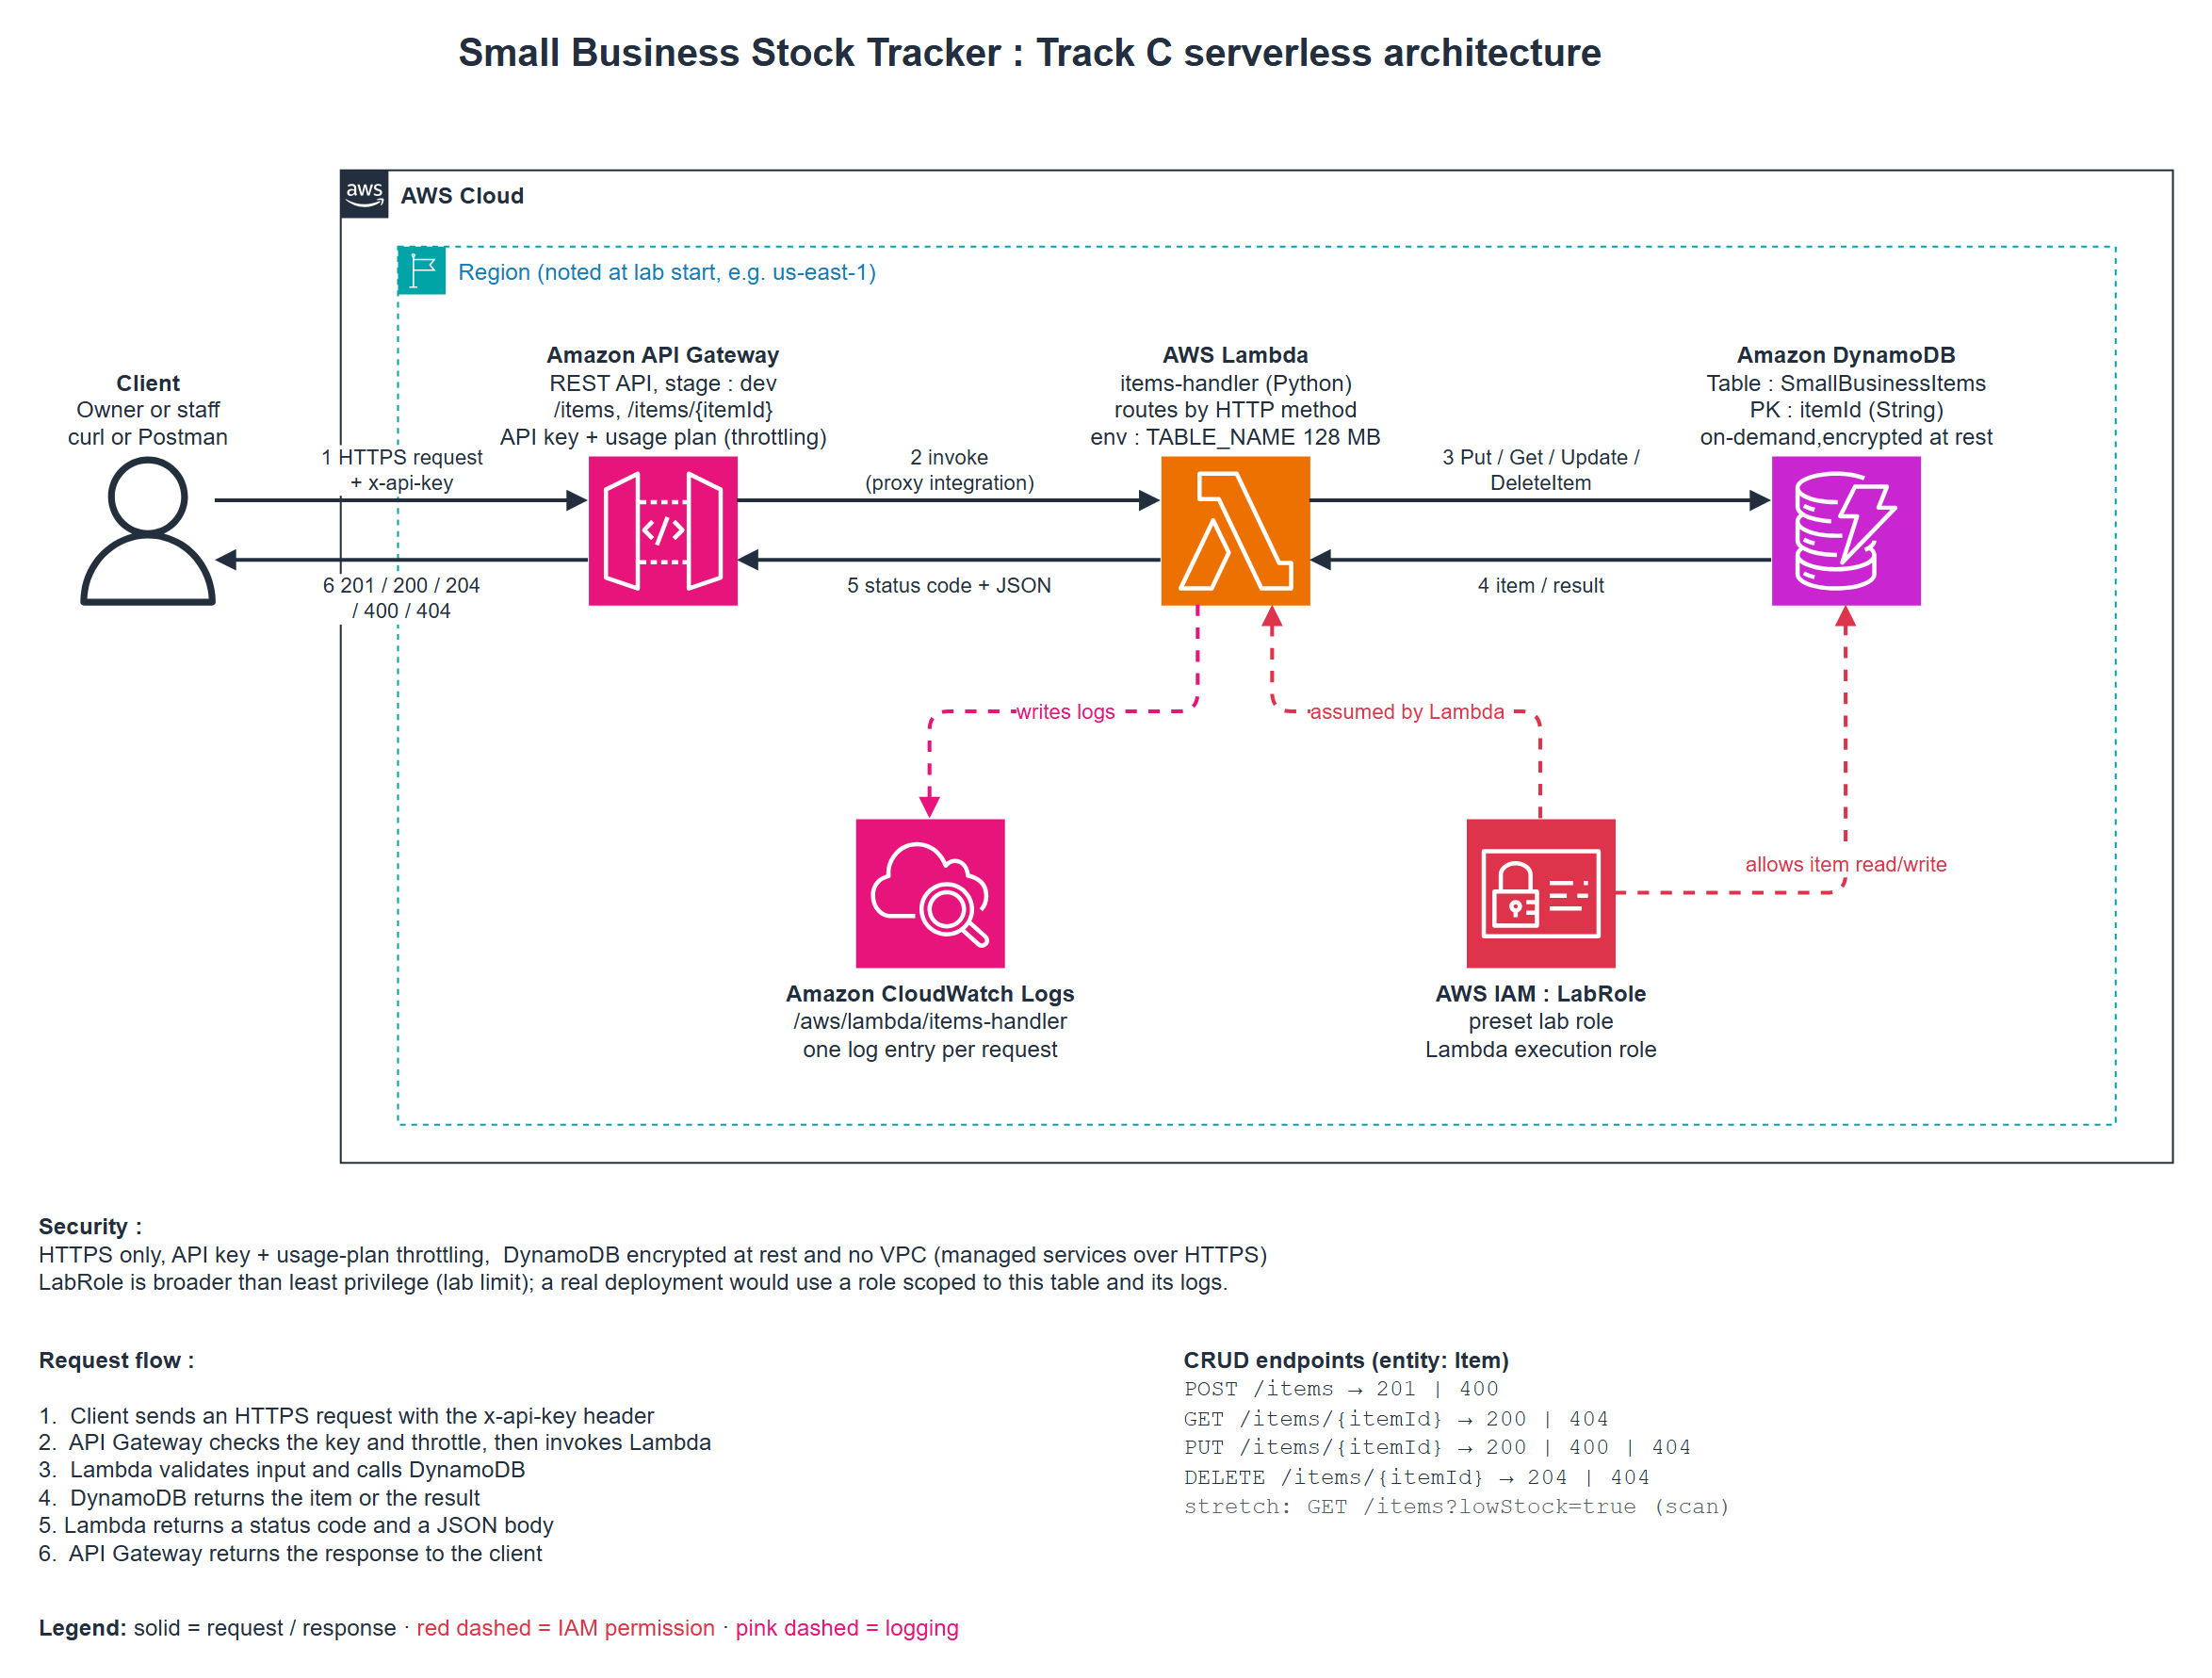 Small Business Stock Tracker : Track C serverless architecture
aws
AWS Cloud
Region (noted at lab start, e.g. us-east-1)
Client
Owner or staff
curl or Postman
1 HTTPS request
+ x-api-key
6 201 / 200 / 204
/ 400 / 404
Amazon API Gateway
REST API, stage : dev
/items, /items/{itemId}
API key + usage plan (throttling)
2 invoke
(proxy integration)
5 status code + JSON
AWS Lambda
items-handler (Python)
routes by HTTP method
env : TABLE_NAME 128 MB
3 Put / Get / Update /
DeleteItem
4 item / result
Amazon DynamoDB
Table : SmallBusinessItems
PK : itemId (String)
on-demand,encrypted at rest
writes logs
assumed by Lambda
allows item read/write
Amazon CloudWatch Logs
/aws/lambda/items-handler
one log entry per request
AWS IAM : LabRole
preset lab role
Lambda execution role
Security :
HTTPS only, API key + usage-plan throttling,  DynamoDB encrypted at rest and no VPC (managed services over HTTPS)
LabRole is broader than least privilege (lab limit); a real deployment would use a role scoped to this table and its logs.
Request flow :
1.  Client sends an HTTPS request with the x-api-key header
2.  API Gateway checks the key and throttle, then invokes Lambda
3.  Lambda validates input and calls DynamoDB
4.  DynamoDB returns the item or the result
5. Lambda returns a status code and a JSON body
6.  API Gateway returns the response to the client
CRUD endpoints (entity: Item)
POST /items → 201 | 400
GET /items/{itemId} → 200 | 404
PUT /items/{itemId} → 200 | 400 | 404
DELETE /items/{itemId} → 204 | 404
stretch: GET /items?lowStock=true (scan)
Legend: solid = request / response · red dashed = IAM permission · pink dashed = logging